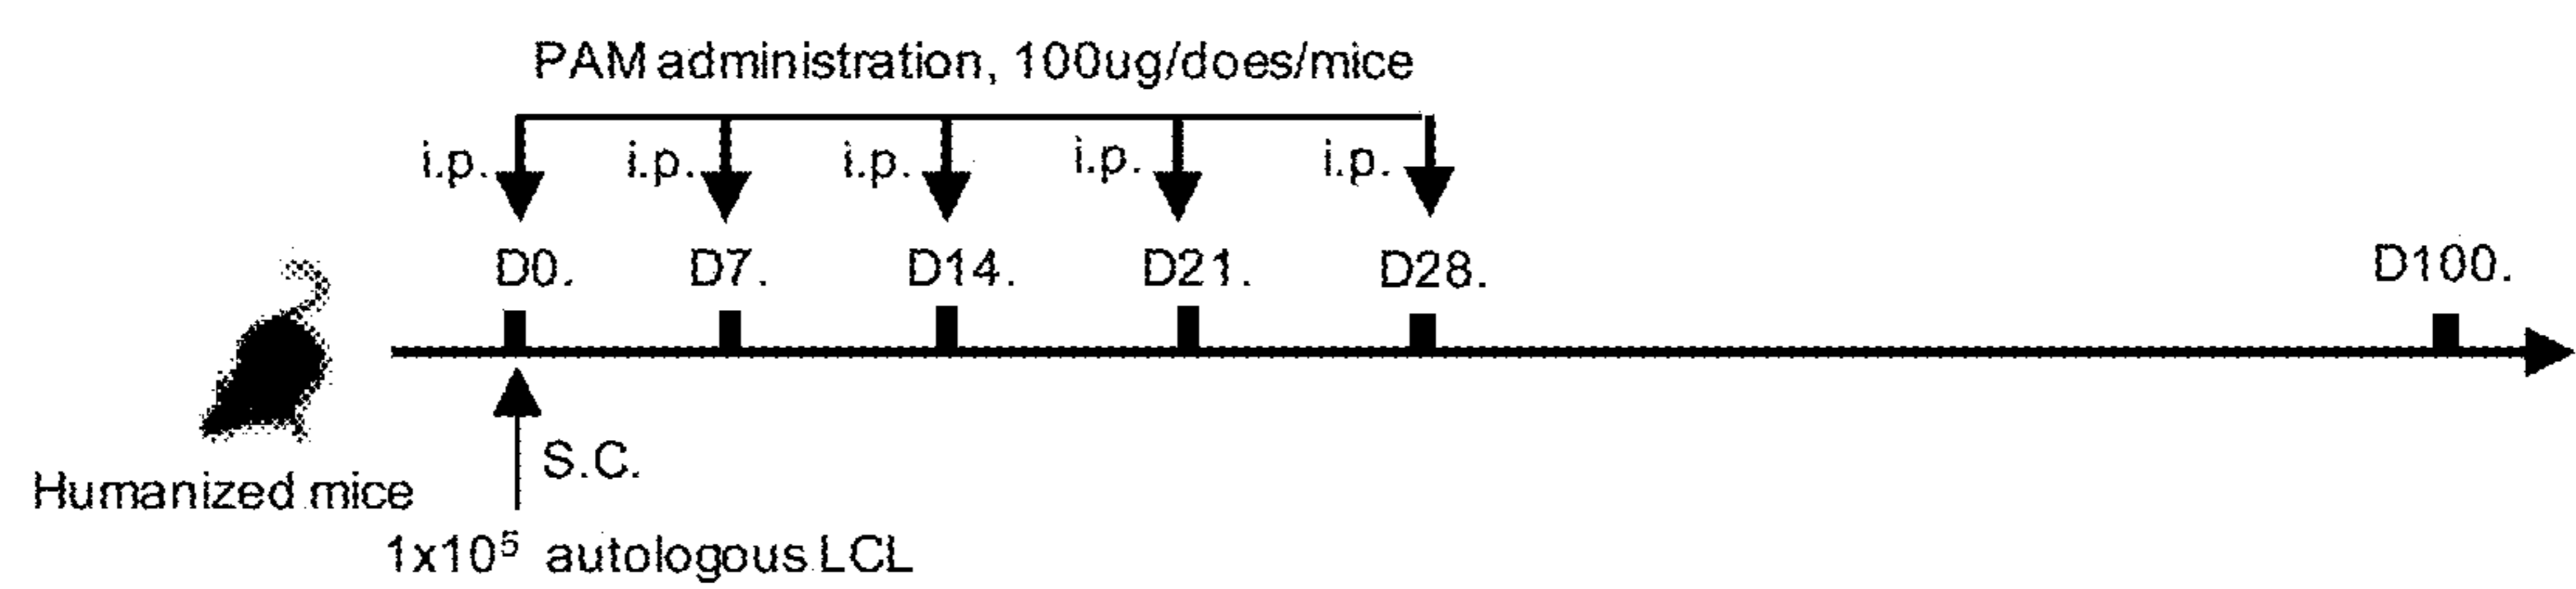 PAM administration, 100ug/does/mice
i.p. i.p. i.p. i.p. i.p.
D0. D7. D14. D21. D28. D100.
S.C.
Humanized mice
1x10⁵ autologous LCL